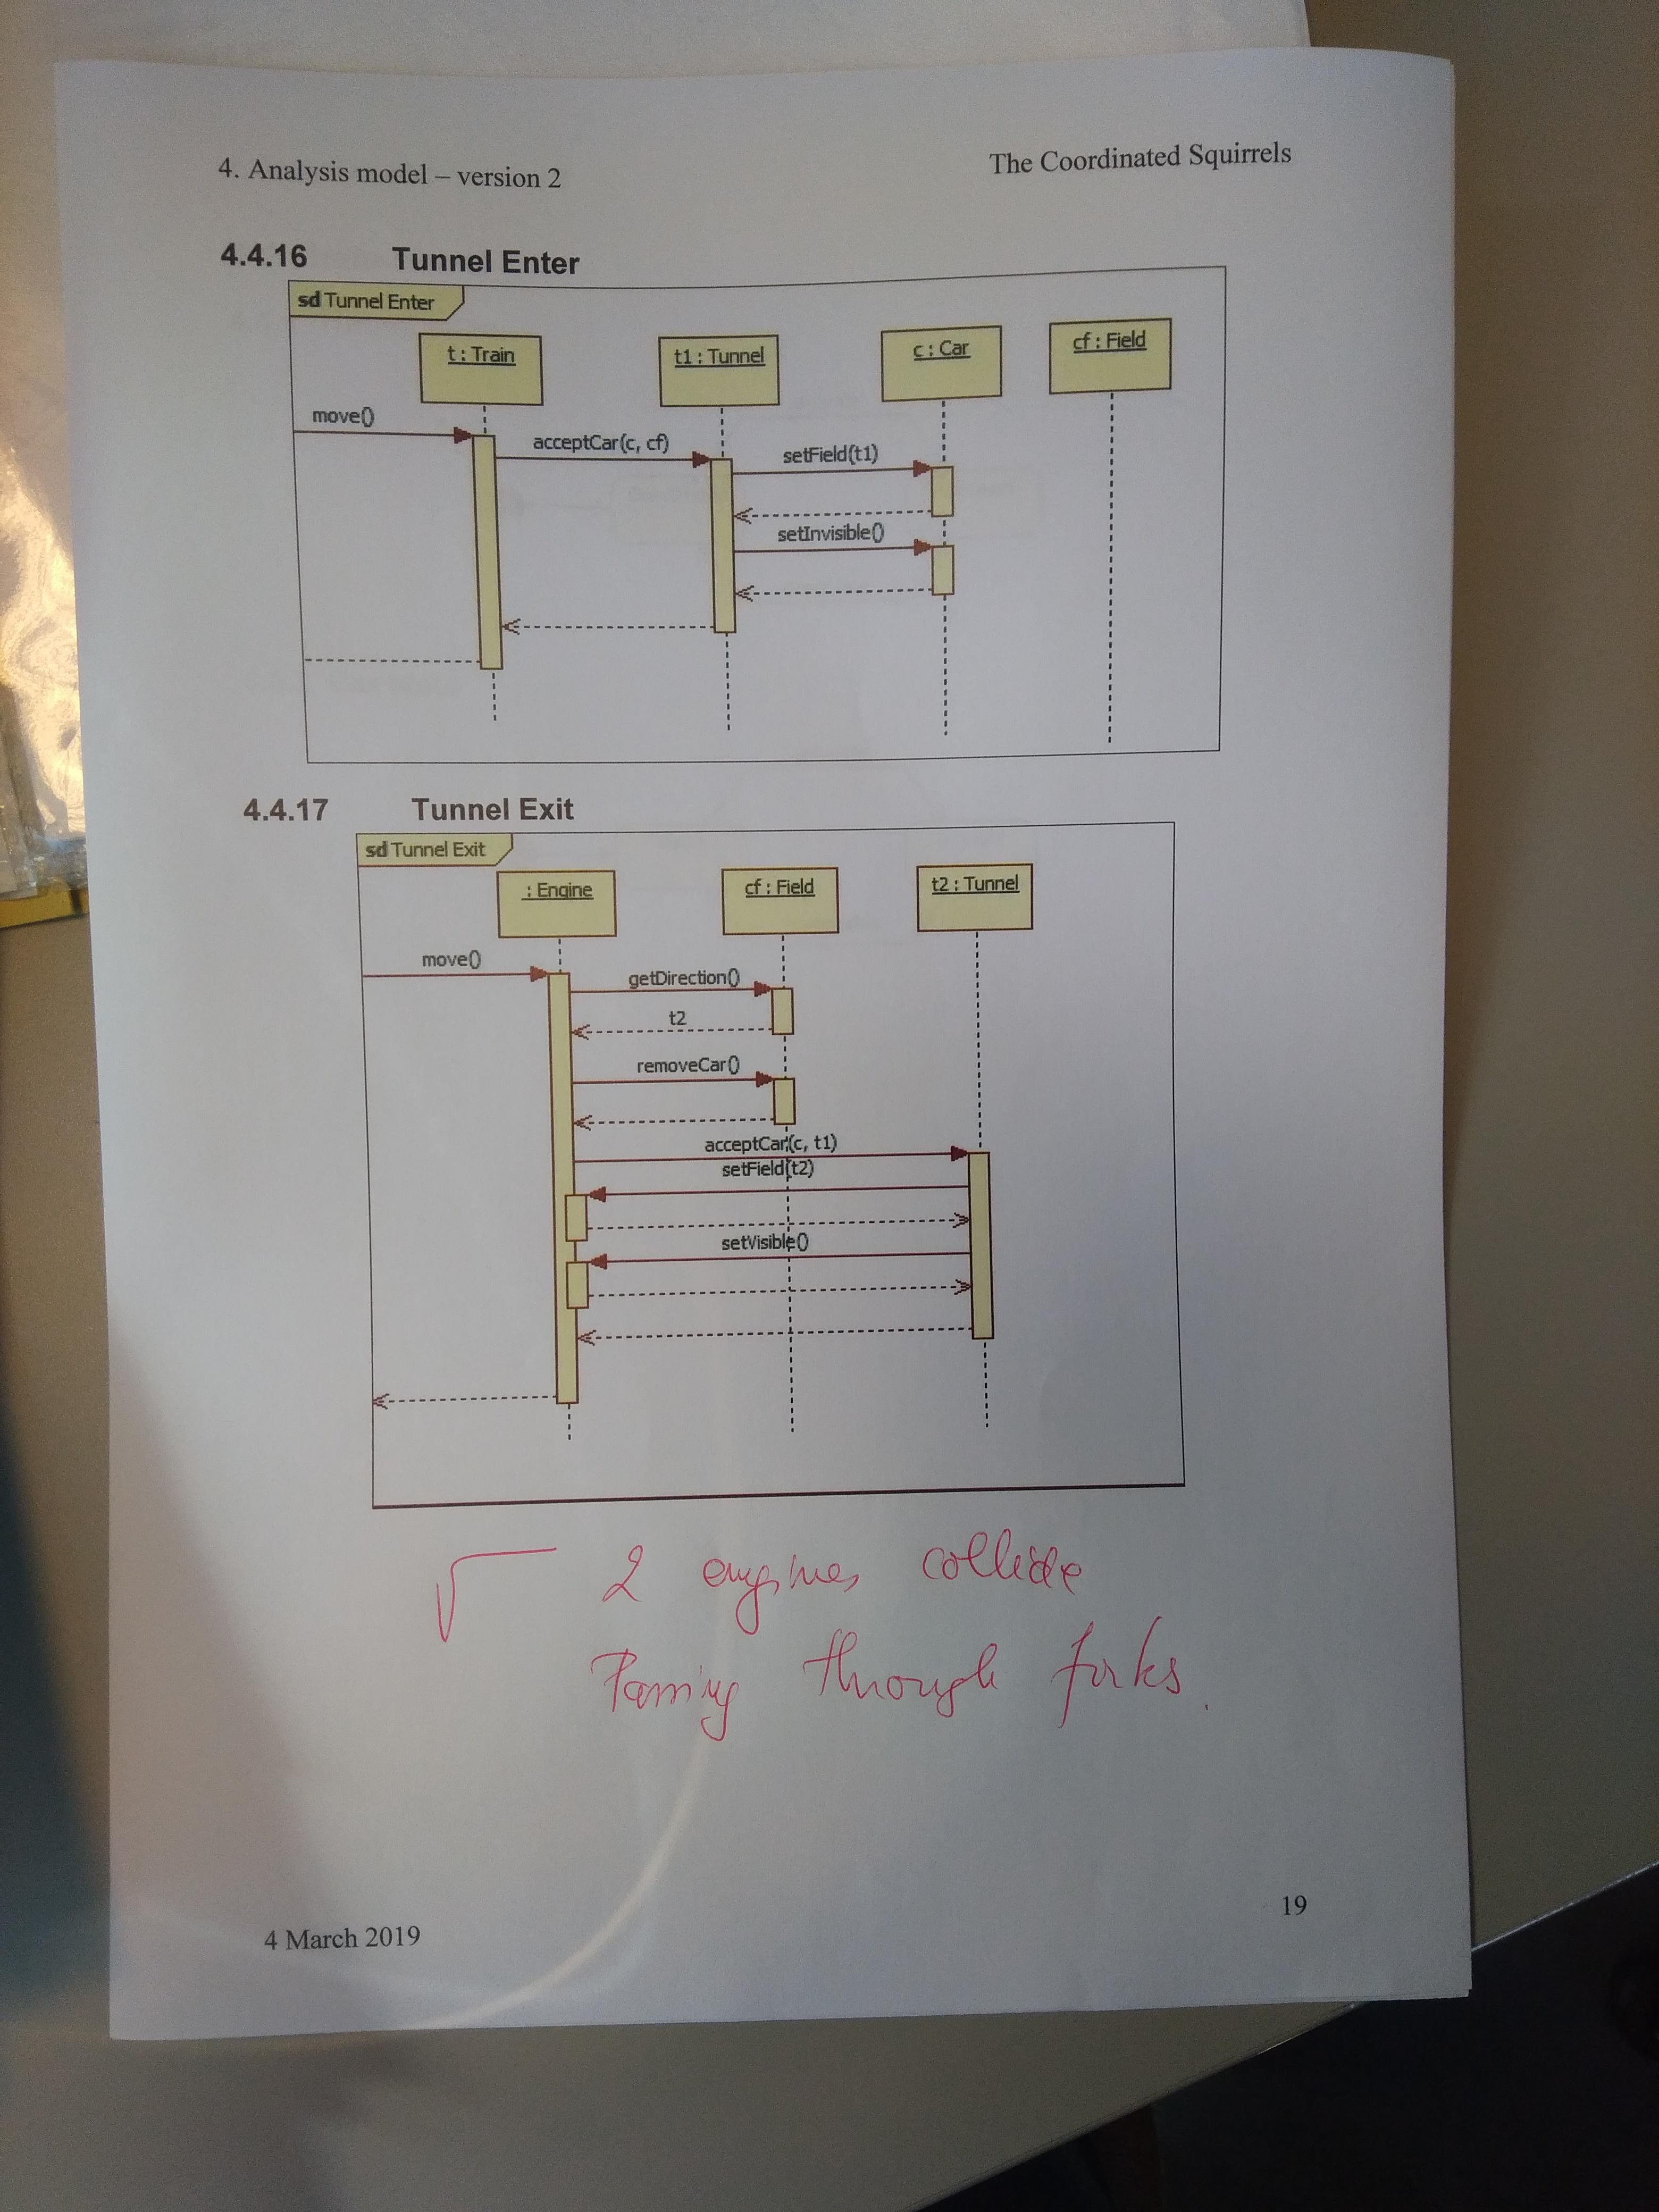 4. Analysis model – version 2
The Coordinated Squirrels
4.4.16 Tunnel Enter
sd Tunnel Enter
t : Train
t1 : Tunnel
c : Car
cf : Field
move()
acceptCar(c, cf)
setField(t1)
setInvisible()
4.4.17 Tunnel Exit
sd Tunnel Exit
: Engine
cf : Field
t2 : Tunnel
move()
getDirection()
t2
removeCar()
acceptCar(c, t1)
setField(t2)
setVisible()
2 engines collide
Passing through forks.
4 March 2019
19